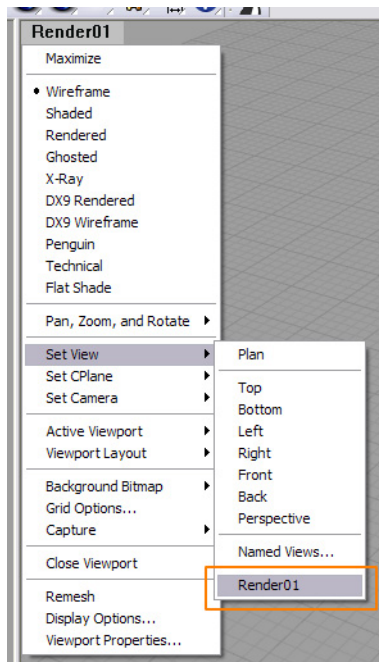 Render01
Maximize
Wireframe
Shaded
Rendered
Ghosted
X-Ray
DX9 Rendered
DX9 Wireframe
Penguin
Technical
Flat Shade
Pan, Zoom, and Rotate
Set View
Set CPlane
Set Camera
Active Viewport
Viewport Layout
Background Bitmap
Grid Options...
Capture
Close Viewport
Remesh
Display Options...
Viewport Properties...
Plan
Top
Bottom
Left
Right
Front
Back
Perspective
Named Views...
Render01